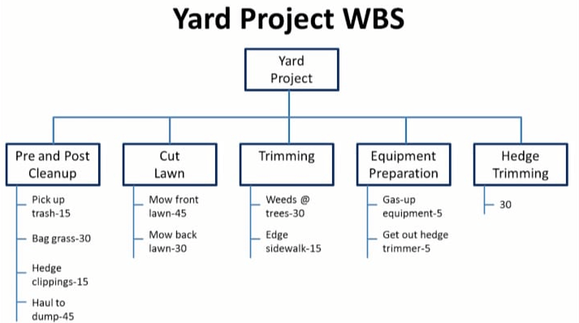 Yard Project WBS
Yard
Project
Pre and Post
Cleanup
Pick up
trash-15
Bag grass-30
Hedge
clippings-15
Haul to
dump-45
Cut
Lawn
Mow front
lawn-45
Mow back
lawn-30
Trimming
Weeds @
trees-30
Edge
sidewalk-15
Equipment
Preparation
Gas-up
equipment-5
Get out hedge
trimmer-5
Hedge
Trimming
30